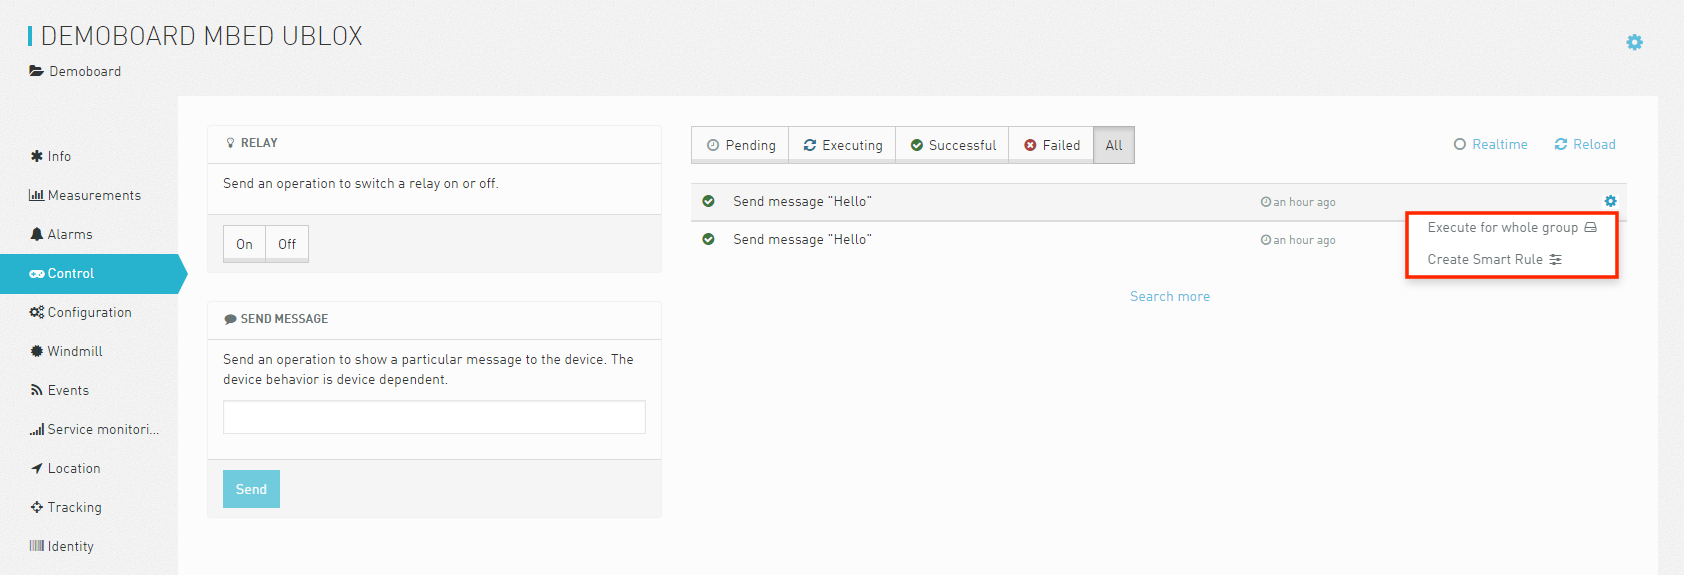 DEMOBOARD MBED UBLOX
Demoboard
Info
Measurements
Alarms
Control
Configuration
Windmill
Events
Service monitori...
Location
Tracking
Identity
RELAY
Send an operation to switch a relay on or off.
On Off
SEND MESSAGE
Send an operation to show a particular message to the device. The
device behavior is device dependent.
Send
Pending Executing Successful Failed All
Realtime Reload
Send message "Hello" an hour ago
Send message "Hello" an hour ago
Execute for whole group
Create Smart Rule
Search more